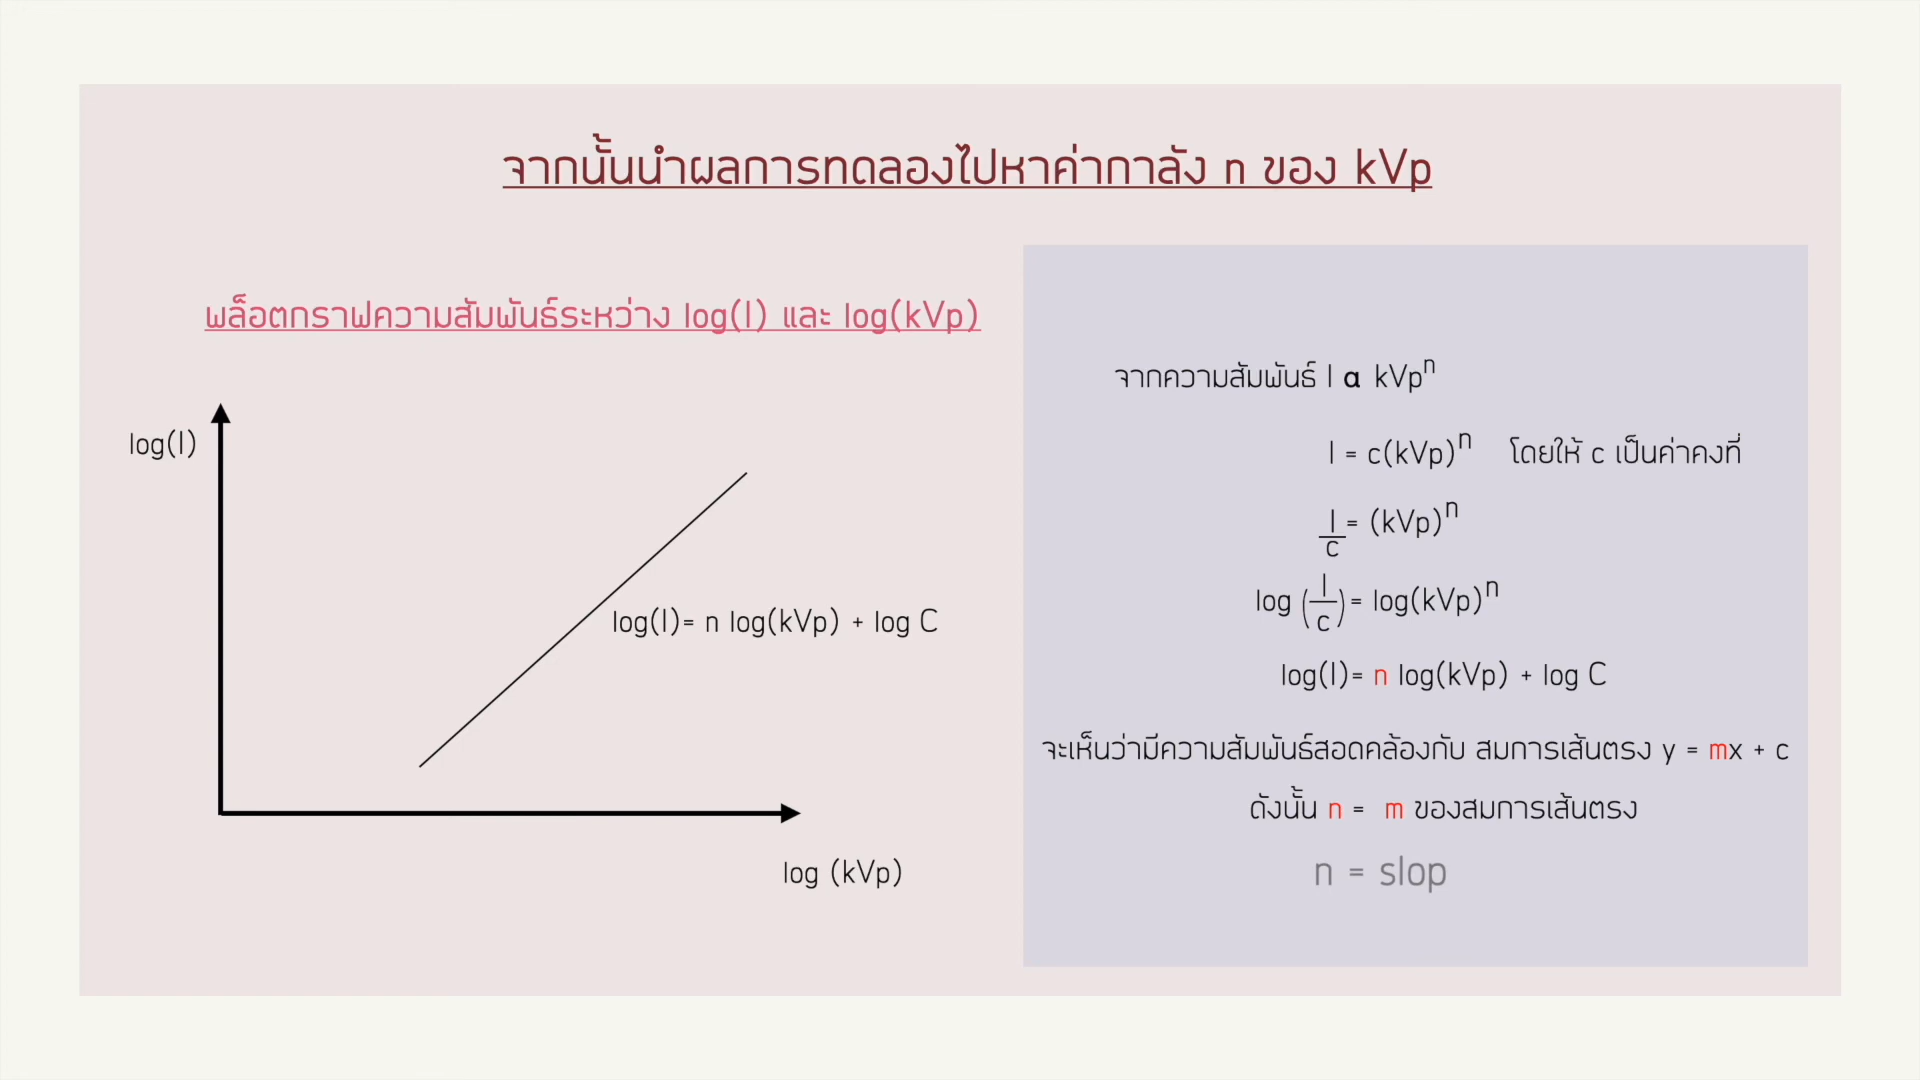 จากนั้นนำผลการทดลองไปหาค่ากาลัง n ของ kVp
พล็อตกราฟความสัมพันธ์ระหว่าง log(I) และ log(kVp)
log(I)
log(I)= n log(kVp) + log C
log (kVp)
จากความสัมพันธ์ I α kVpⁿ
I = c(kVp)ⁿ โดยให้ c เป็นค่าคงที่
I/c = (kVp)ⁿ
log (I/c) = log(kVp)ⁿ
log(I)= n log(kVp) + log C
จะเห็นว่ามีความสัมพันธ์สอดคล้องกับ สมการเส้นตรง y = mx + c
ดังนั้น n = m ของสมการเส้นตรง
n = slop